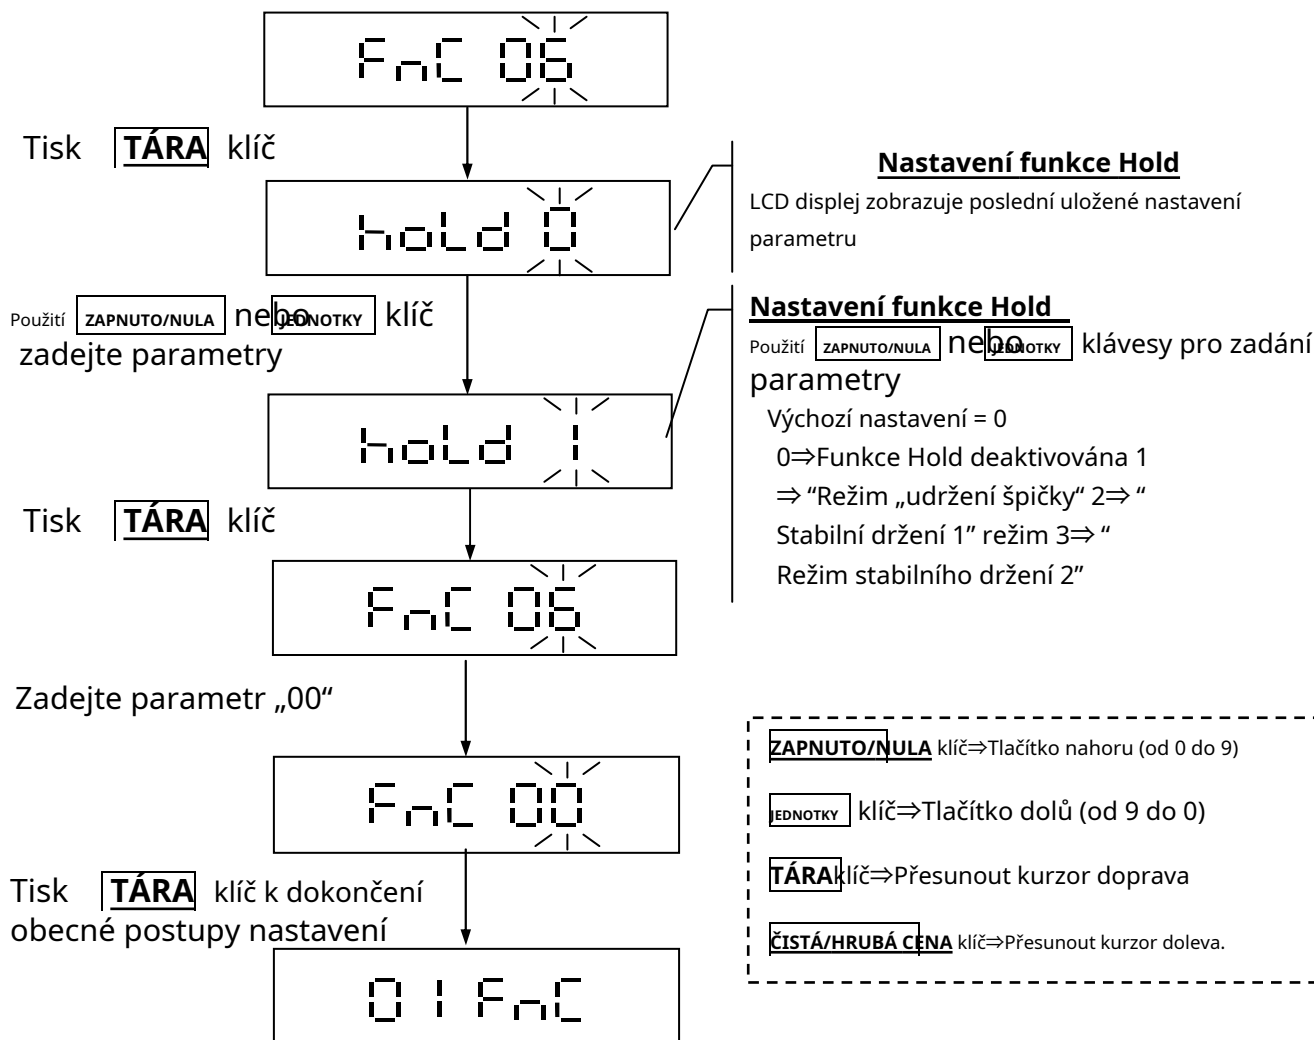 FnC 06
Tisk TÁRA klíč
hoLd 0
Nastavení funkce Hold
LCD displej zobrazuje poslední uložené nastavení
parametru
Použití ZAPNUTO/NULA nebo JEDNOTKY klíč
zadejte parametry
hoLd 1
Nastavení funkce Hold
Použití ZAPNUTO/NULA nebo JEDNOTKY klávesy pro zadání
parametry
Výchozí nastavení = 0
0⇒Funkce Hold deaktivována 1
⇒ “Režim „udržení špičky“ 2⇒ “
Stabilní držení 1” režim 3⇒ “
Režim stabilního držení 2”
Tisk TÁRA klíč
FnC 06
Zadejte parametr „00“
FnC 00
Tisk TÁRA klíč k dokončení
obecné postupy nastavení
01 FnC
ZAPNUTO/NULA klíč⇒Tlačítko nahoru (od 0 do 9)
JEDNOTKY klíč⇒Tlačítko dolů (od 9 do 0)
TÁRAklíč⇒Přesunout kurzor doprava
ČISTÁ/HRUBÁ CENA klíč⇒Přesunout kurzor doleva.